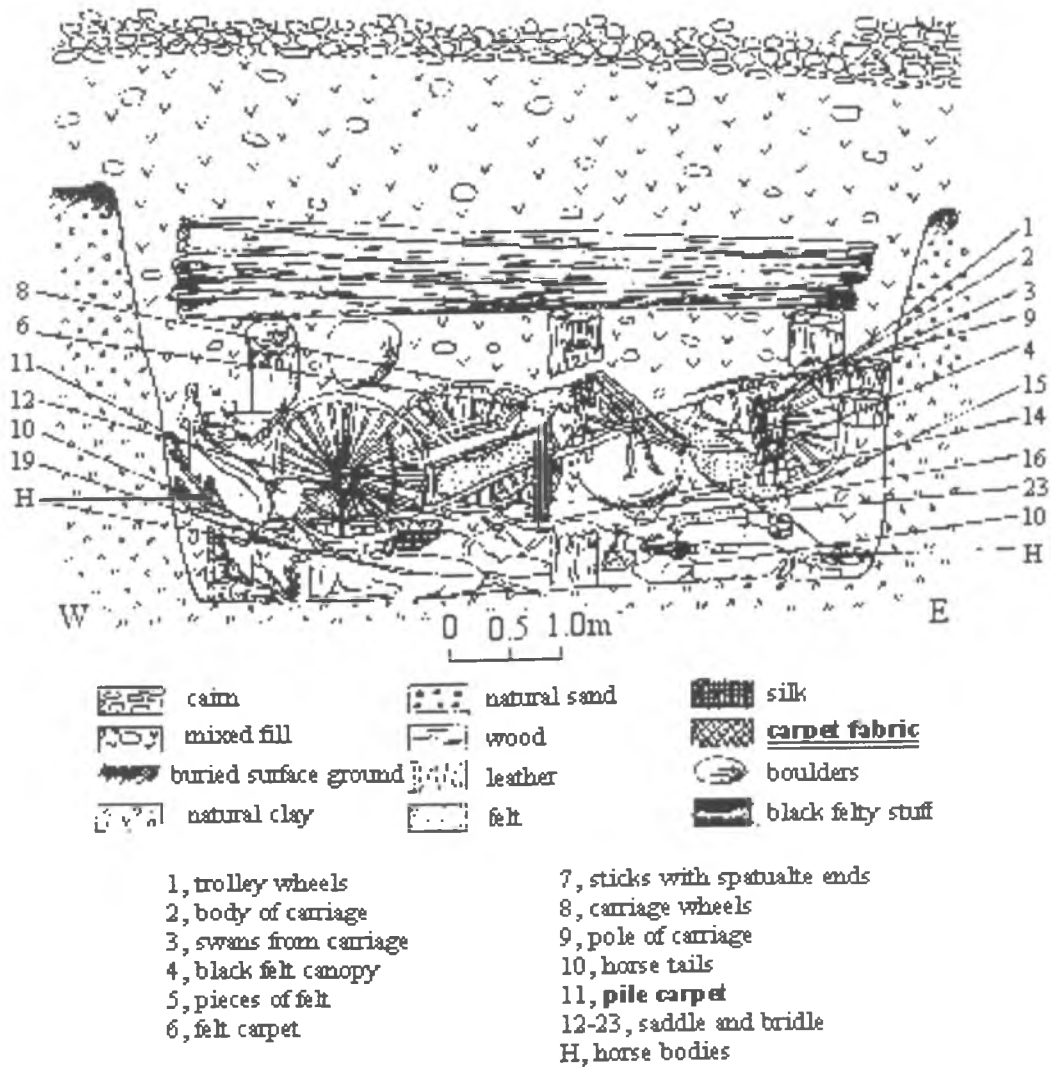 8
6
11
12
10
19
H
1
2
3
9
4
15
14
16
23
10
H
W
E
0 0.5 1.0m
cairn
mixed fill
buried surface ground
natural clay
natural sand
wood
leather
felt
silk
carpet fabric
boulders
black felty stuff
1, trolley wheels
2, body of carriage
3, swans from carriage
4, black felt canopy
5, pieces of felt
6, felt carpet
7, sticks with spatualte ends
8, carriage wheels
9, pole of carriage
10, horse tails
11, pile carpet
12-23, saddle and bridle
H, horse bodies